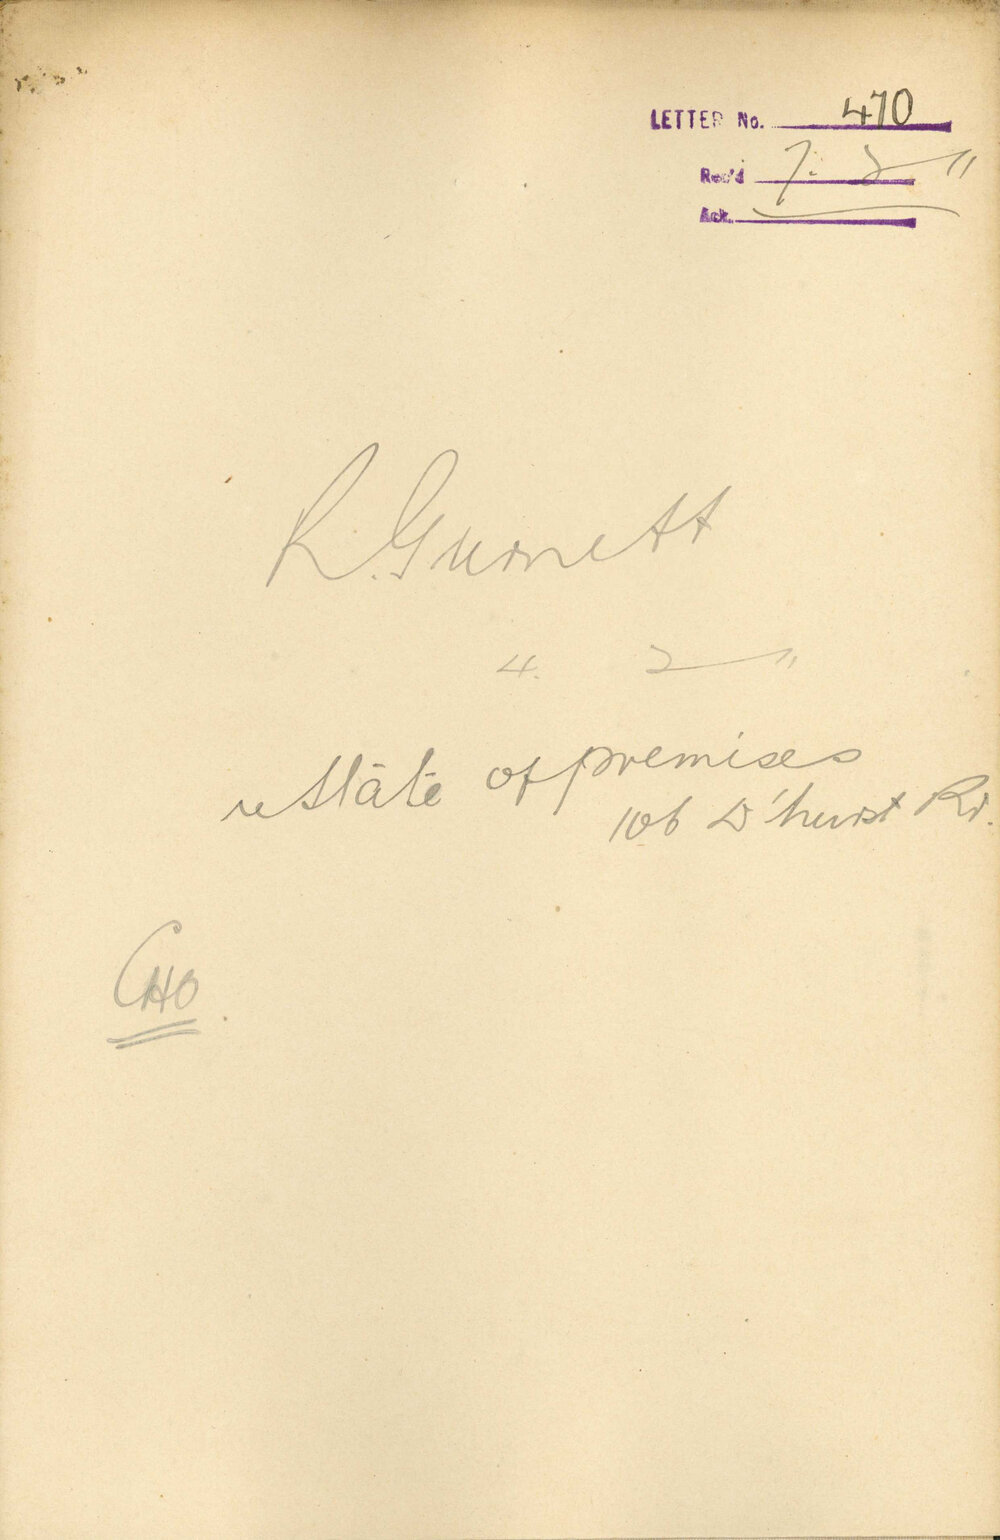 LETTER No. 470
Rec'd 7. 2 11
Ack.
R. Gurnett
4. 2 11
re State of premises
106 D'hurst Rd.
CHO